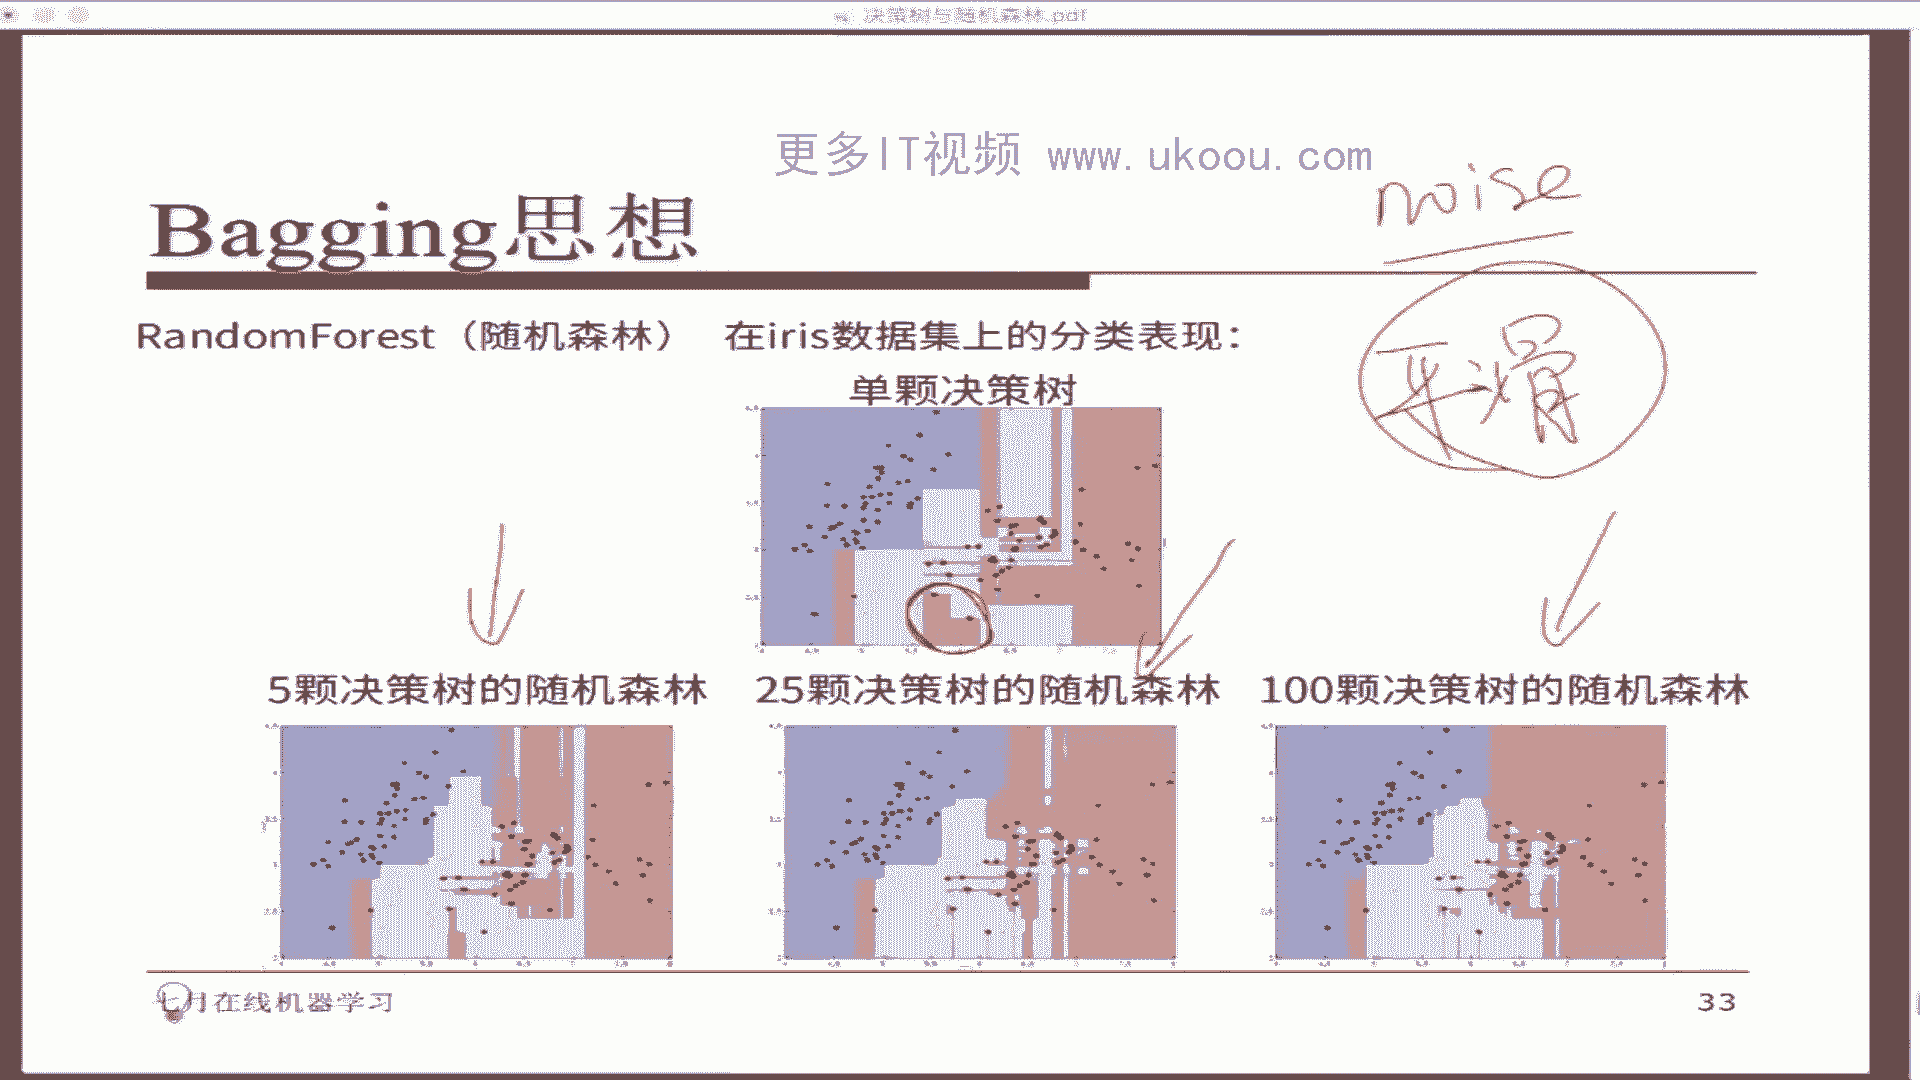 决策树与随机森林.pdf
更多IT视频 www.ukoou.com
noise
Bagging思想
平滑
RandomForest（随机森林） 在iris数据集上的分类表现：
单颗决策树
5颗决策树的随机森林 25颗决策树的随机森林 100颗决策树的随机森林
七月在线机器学习
33